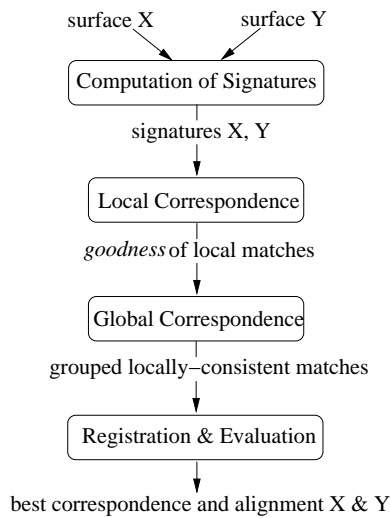 surface X
surface Y
Computation of Signatures
signatures X, Y
Local Correspondence
goodness of local matches
Global Correspondence
grouped locally−consistent matches
Registration & Evaluation
best correspondence and alignment X & Y